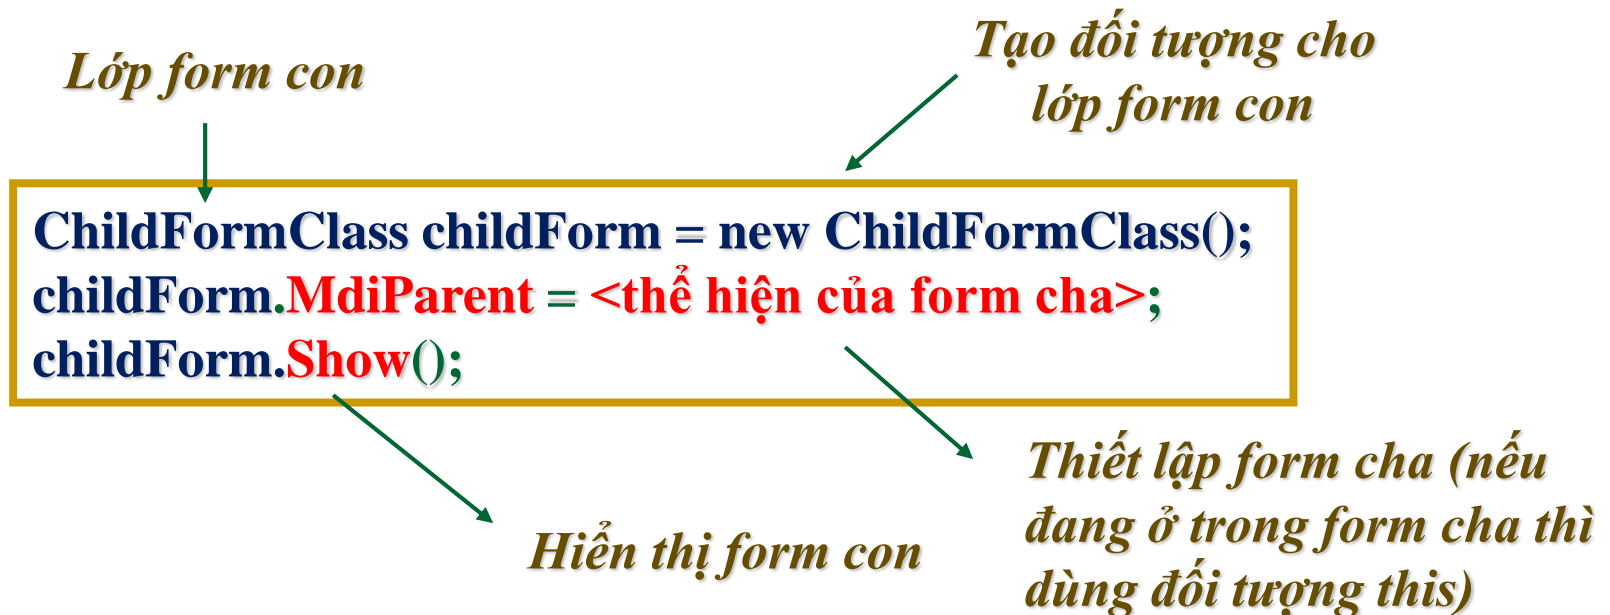 Lớp form con
Tạo đối tượng cho
lớp form con
ChildFormClass childForm = new ChildFormClass();
childForm.MdiParent = <thể hiện của form cha>;
childForm.Show();
Hiển thị form con
Thiết lập form cha (nếu
đang ở trong form cha thì
dùng đối tượng this)